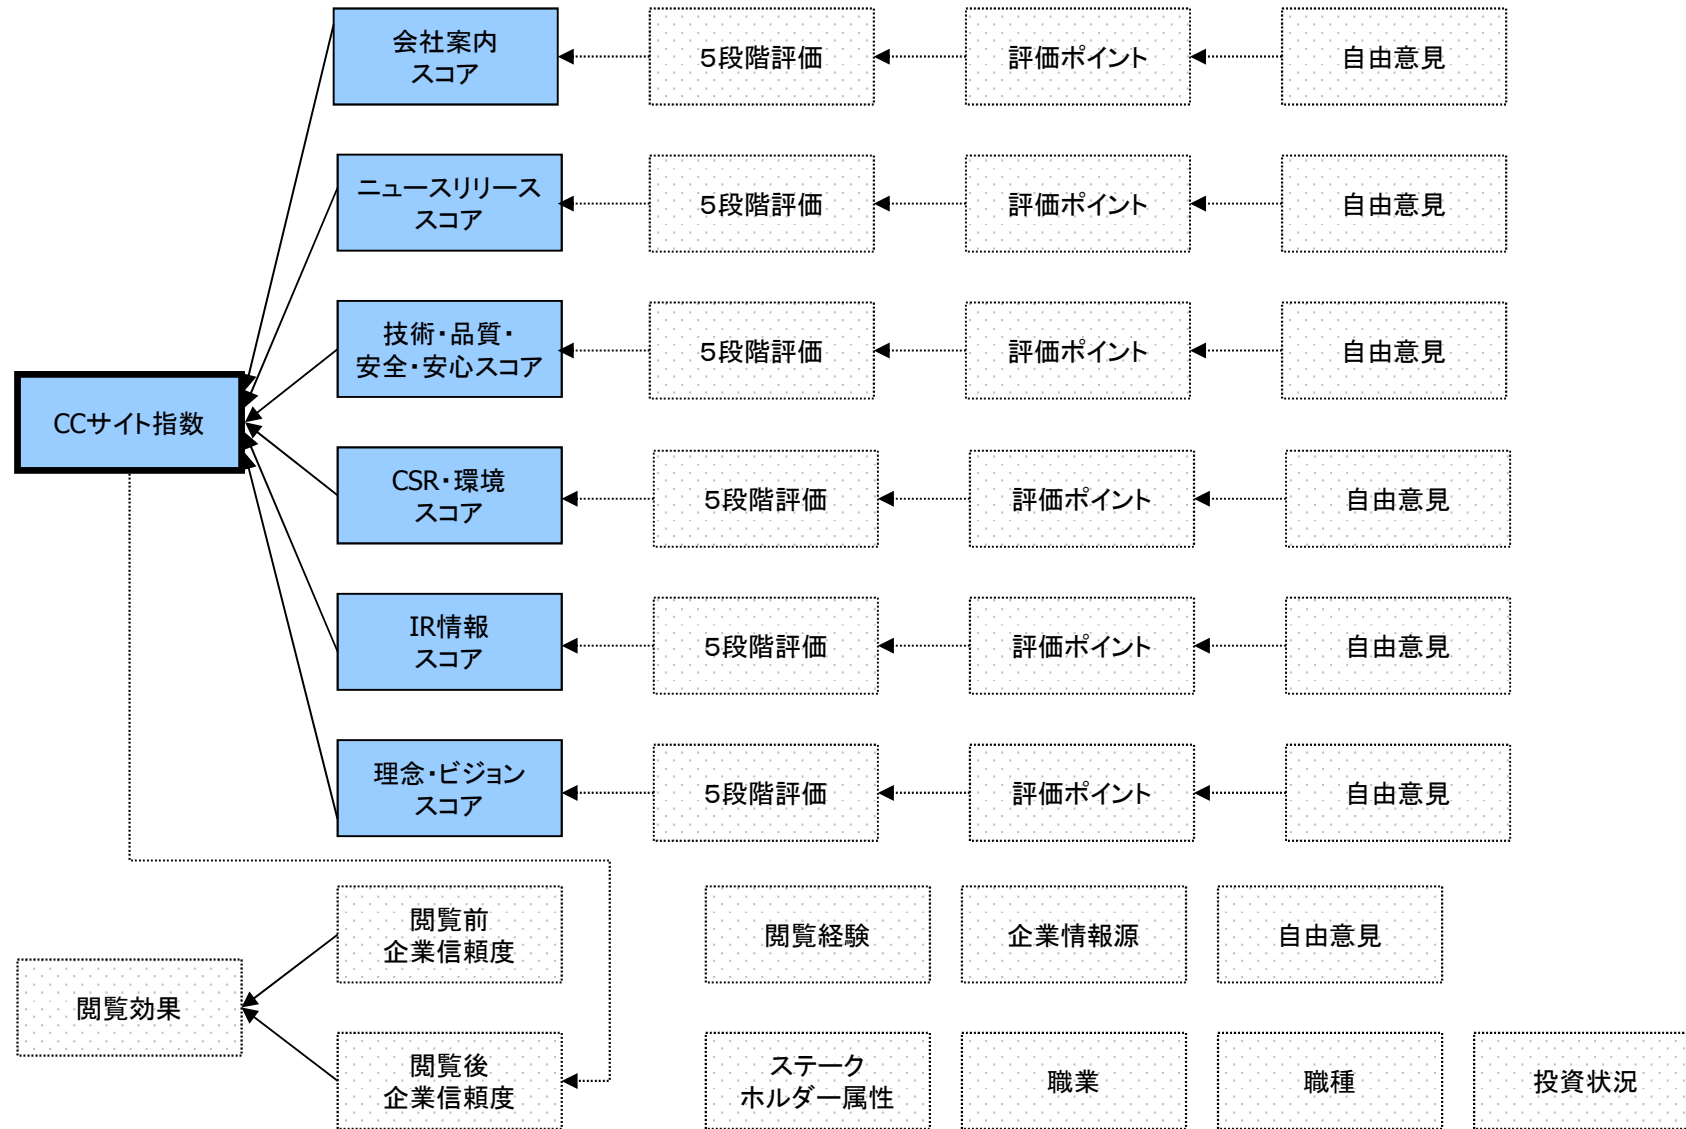 会社案内
スコア
5段階評価
評価ポイント
自由意見
ニュースリリース
スコア
5段階評価
評価ポイント
自由意見
技術・品質・
安全・安心スコア
5段階評価
評価ポイント
自由意見
CCサイト指数
CSR・環境
スコア
5段階評価
評価ポイント
自由意見
IR情報
スコア
5段階評価
評価ポイント
自由意見
理念・ビジョン
スコア
5段階評価
評価ポイント
自由意見
閲覧前
企業信頼度
閲覧経験
企業情報源
自由意見
閲覧効果
閲覧後
企業信頼度
ステーク
ホルダー属性
職業
職種
投資状況